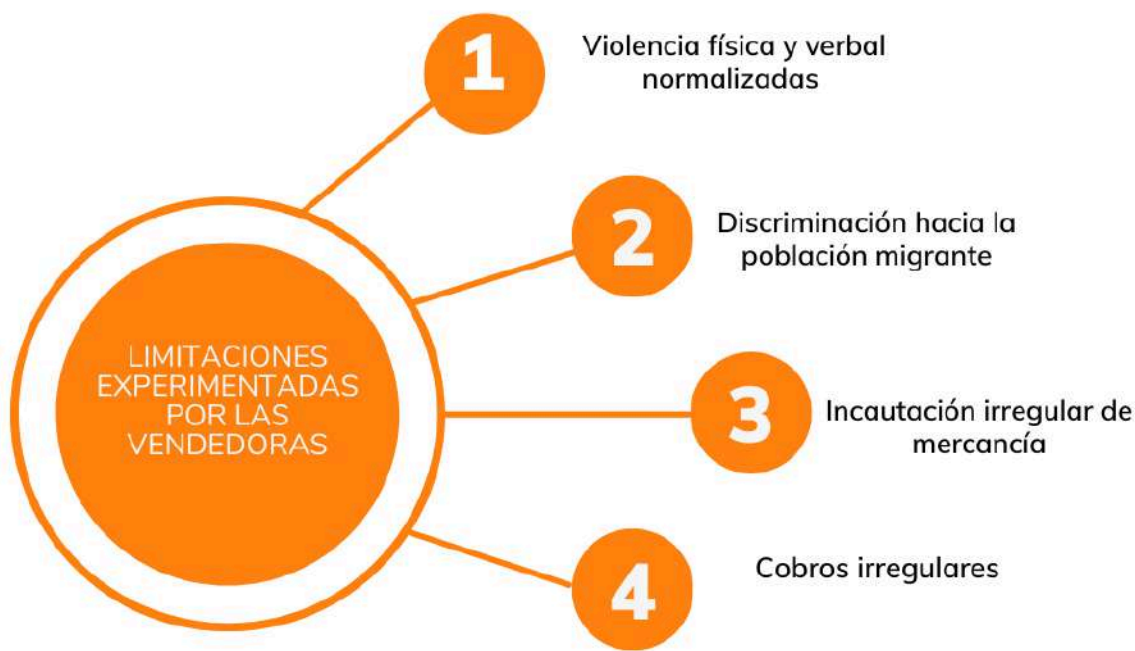 1
Violencia física y verbal
normalizadas
2
Discriminación hacia la
población migrante
LIMITACIONES
EXPERIMENTADAS
POR LAS
VENDEDORAS
3
Incautación irregular de
mercancía
4
Cobros irregulares